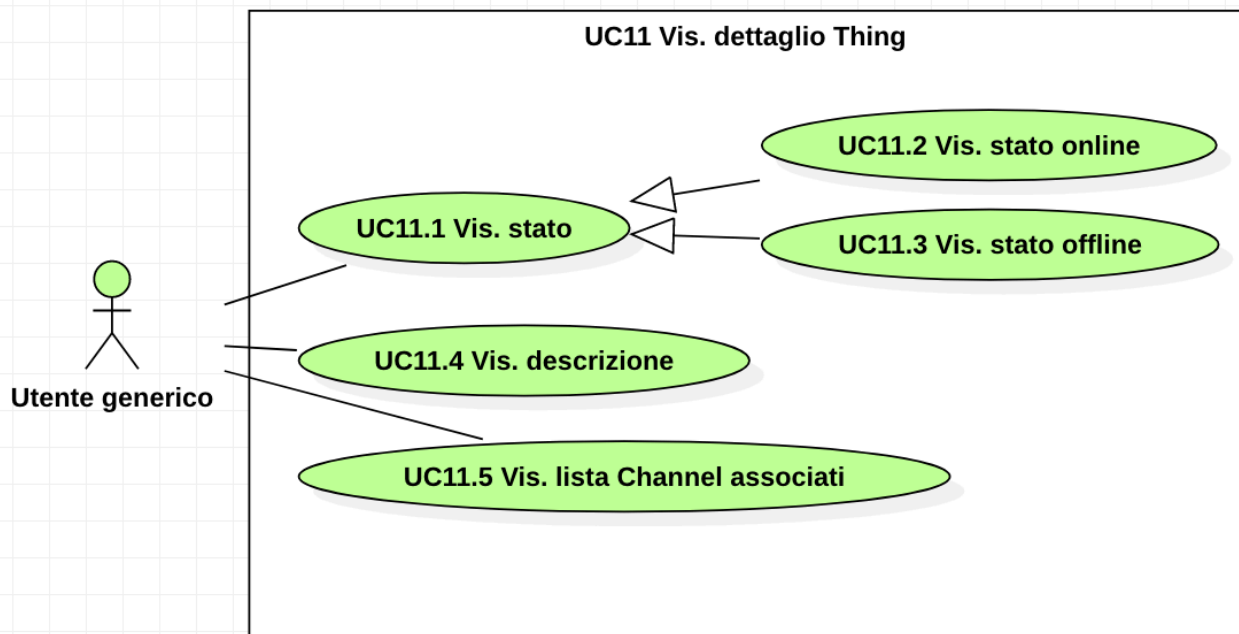 UC11 Vis. dettaglio Thing
UC11.2 Vis. stato online
UC11.1 Vis. stato
UC11.3 Vis. stato offline
UC11.4 Vis. descrizione
Utente generico
UC11.5 Vis. lista Channel associati